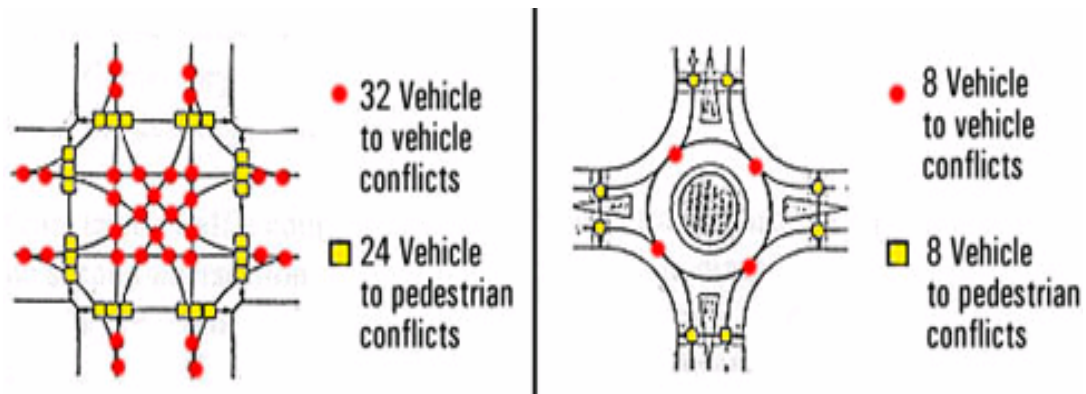 32 Vehicle
to vehicle
conflicts
24 Vehicle
to pedestrian
conflicts
8 Vehicle
to vehicle
conflicts
8 Vehicle
to pedestrian
conflicts